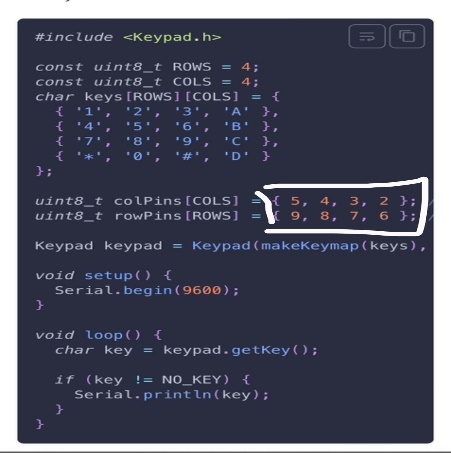 #include <Keypad.h>
const uint8_t ROWS = 4;
const uint8_t COLS = 4;
char keys[ROWS][COLS] = {
{ '1', '2', '3', 'A' },
{ '4', '5', '6', 'B' },
{ '7', '8', '9', 'C' },
{ '*', '0', '#', 'D' }
};
uint8_t colPins[COLS] = { 5, 4, 3, 2 };
uint8_t rowPins[ROWS] = { 9, 8, 7, 6 };
Keypad keypad = Keypad(makeKeymap(keys),
void setup() {
Serial.begin(9600);
}
void loop() {
char key = keypad.getKey();
if (key != NO_KEY) {
Serial.println(key);
}
}